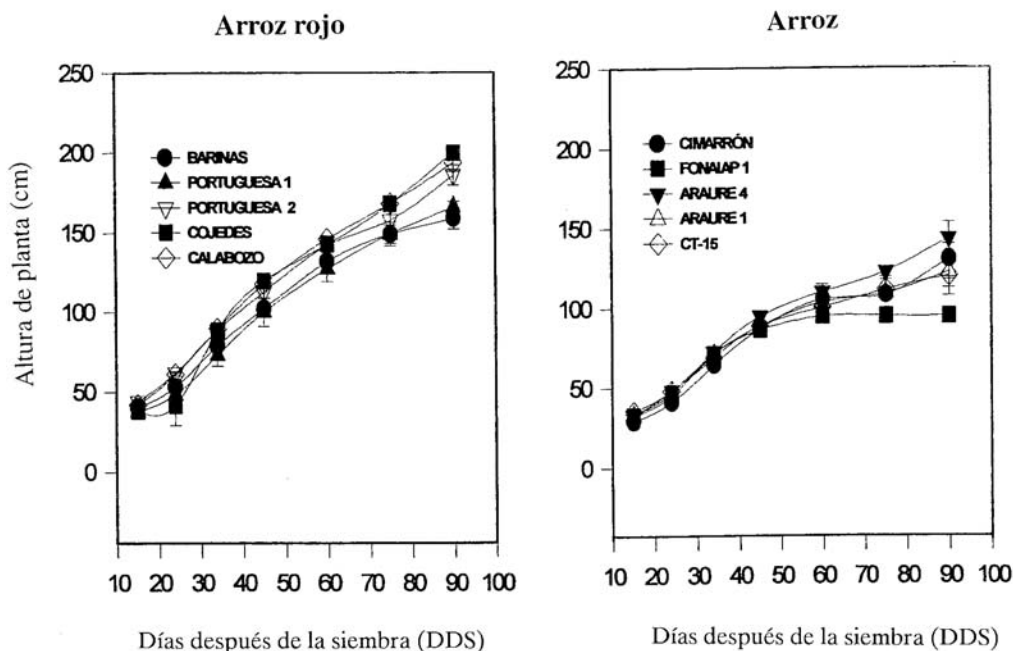 Arroz rojo
Altura de planta (cm)
250
200
150
100
50
0
BARINAS
PORTUGUESA 1
PORTUGUESA 2
COJEDES
CALABOZO
10 20 30 40 50 60 70 80 90 100
Días después de la siembra (DDS)
Arroz
250
200
150
100
50
0
CIMARRÓN
FONAIAP 1
ARAURE 4
ARAURE 1
CT-15
10 20 30 40 50 60 70 80 90 100
Días después de la siembra (DDS)